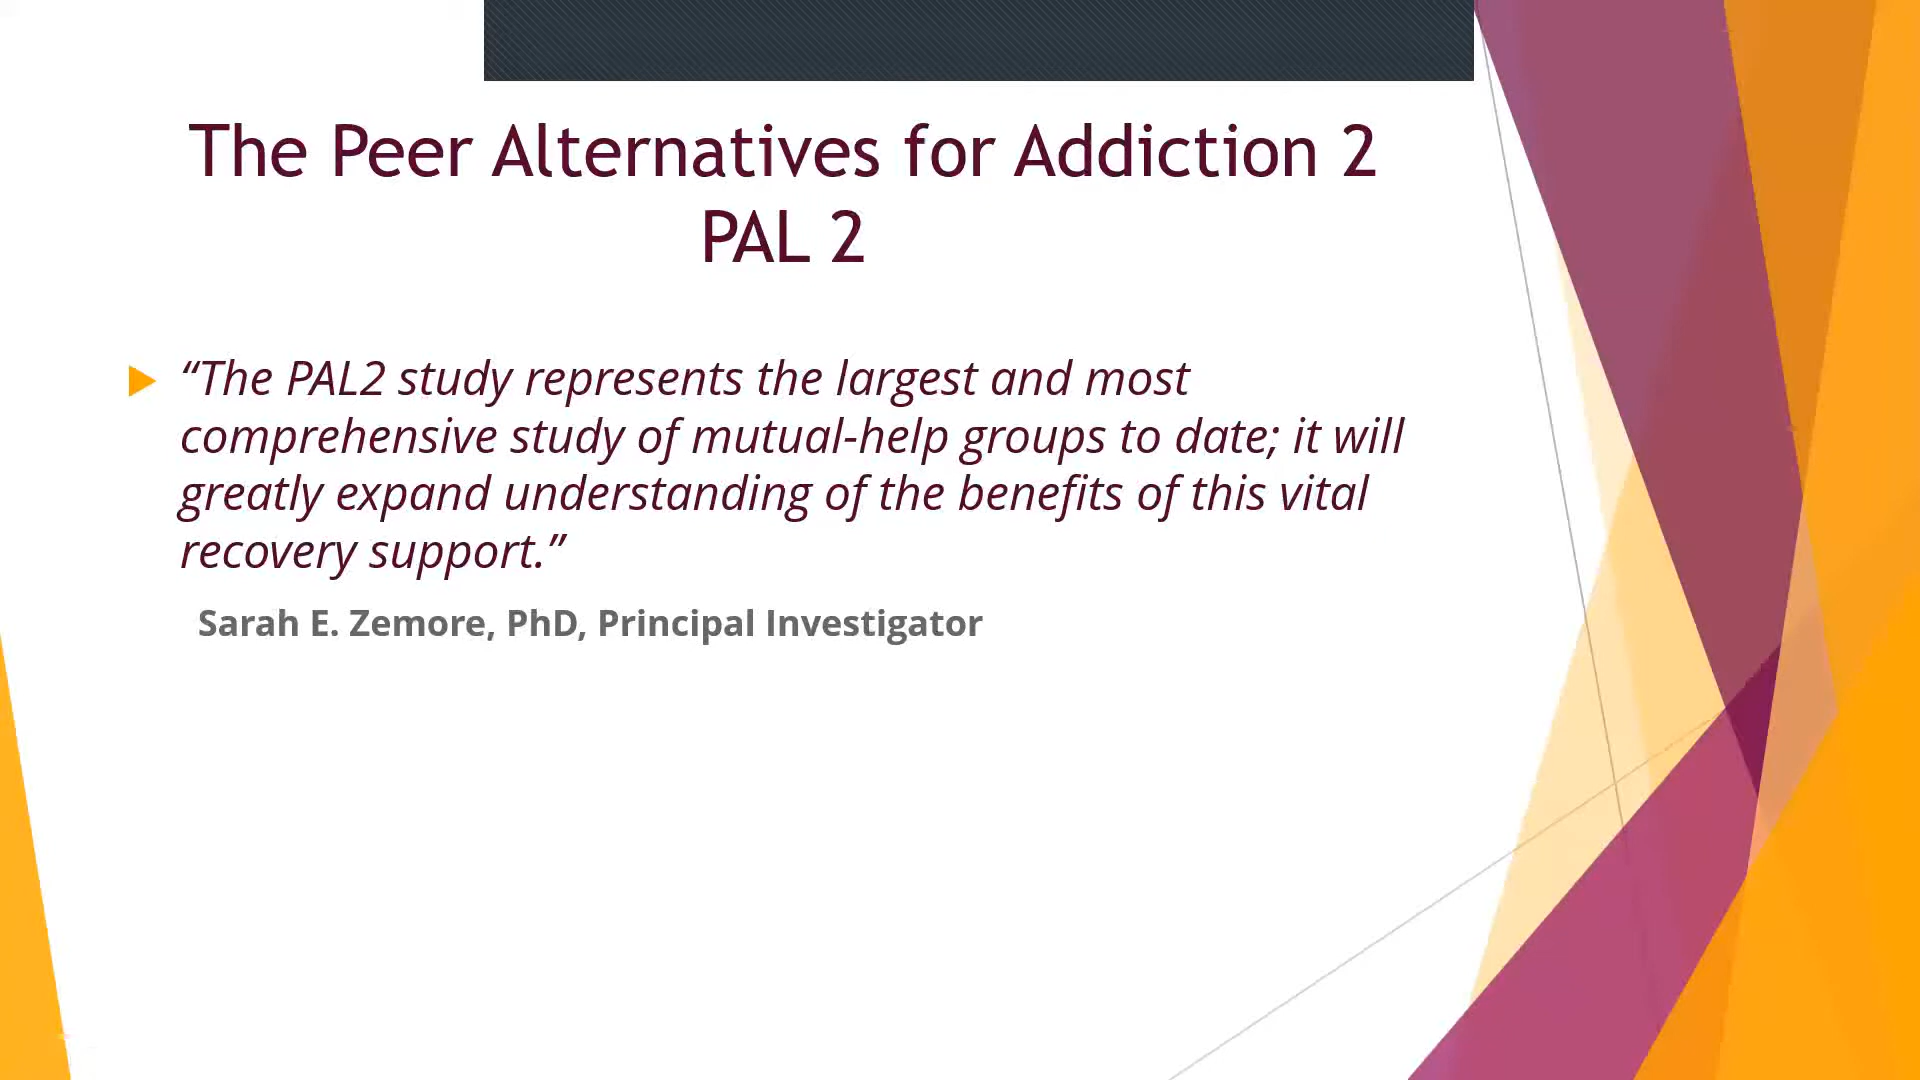 The Peer Alternatives for Addiction 2
PAL 2
“The PAL2 study represents the largest and most
comprehensive study of mutual-help groups to date; it will
greatly expand understanding of the benefits of this vital
recovery support.”
Sarah E. Zemore, PhD, Principal Investigator